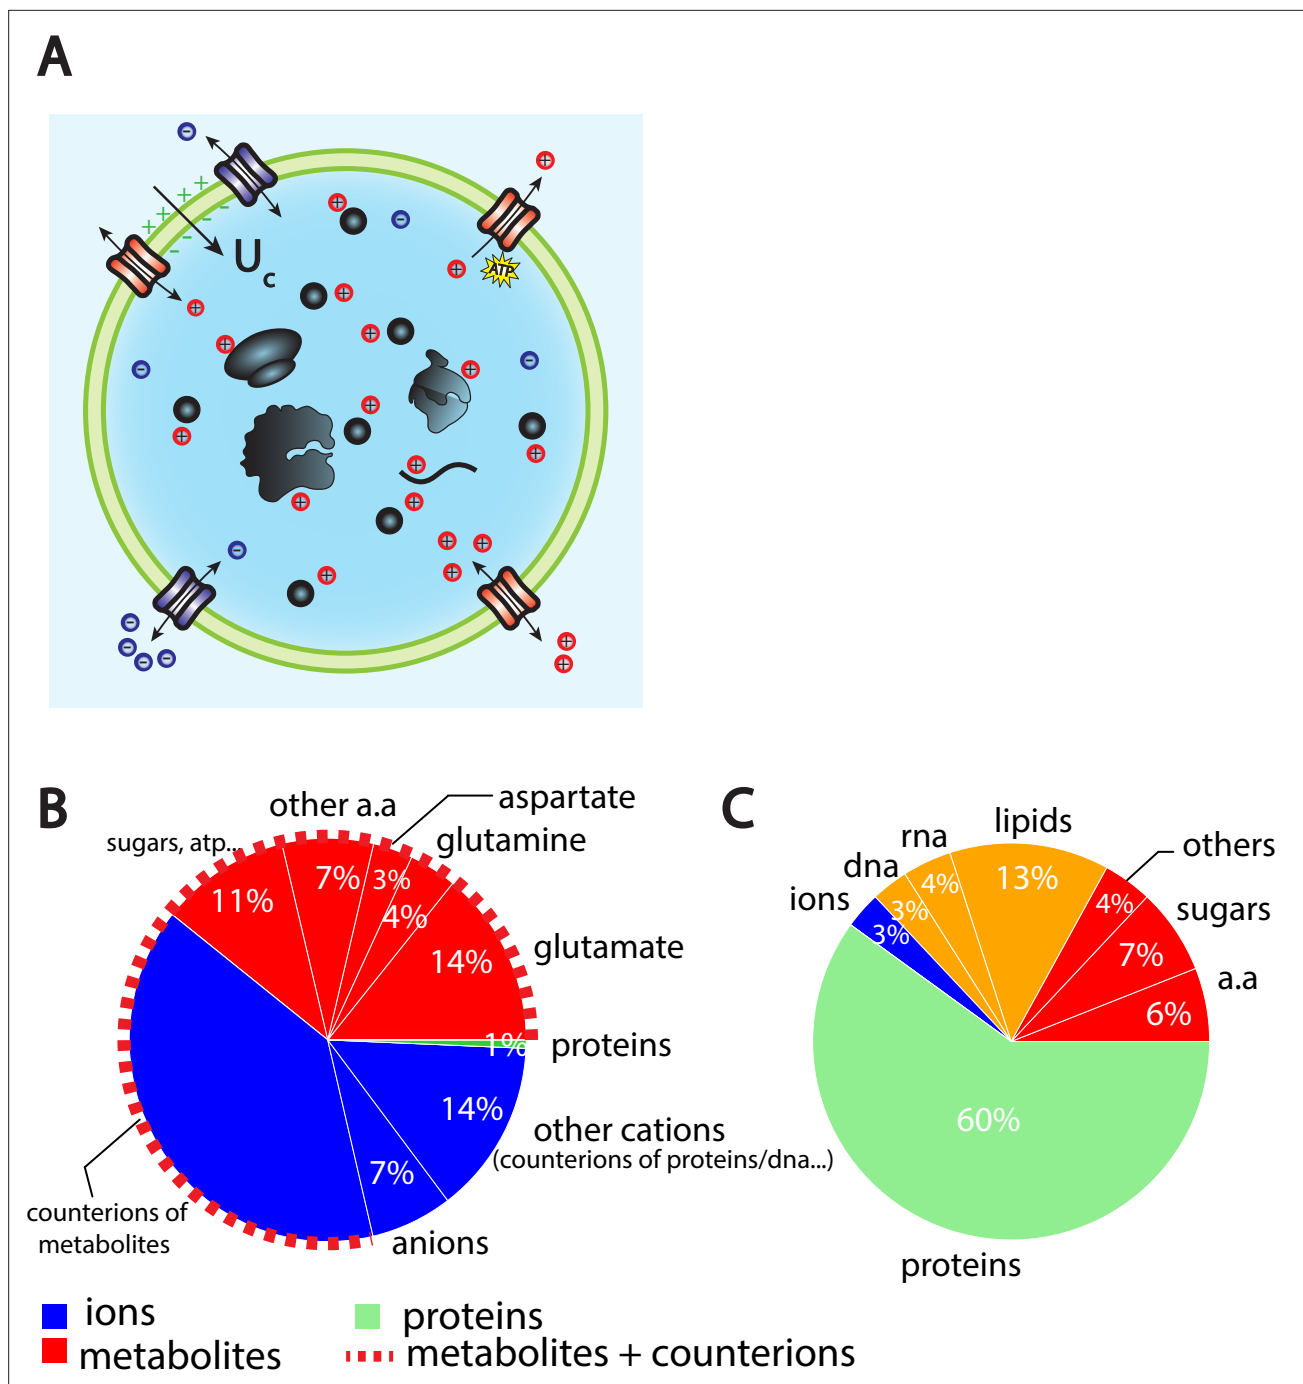 A
U
c
ATP
B
other a.a
aspartate
glutamine
sugars, atp...
11%
7%
3%
4%
14%
glutamate
1%
proteins
14%
other cations
(counterions of proteins/dna...)
7%
anions
counterions of
metabolites
C
lipids
rna
dna
ions
others
sugars
a.a
13%
4%
3%
3%
4%
7%
6%
60%
proteins
ions
metabolites
proteins
metabolites + counterions